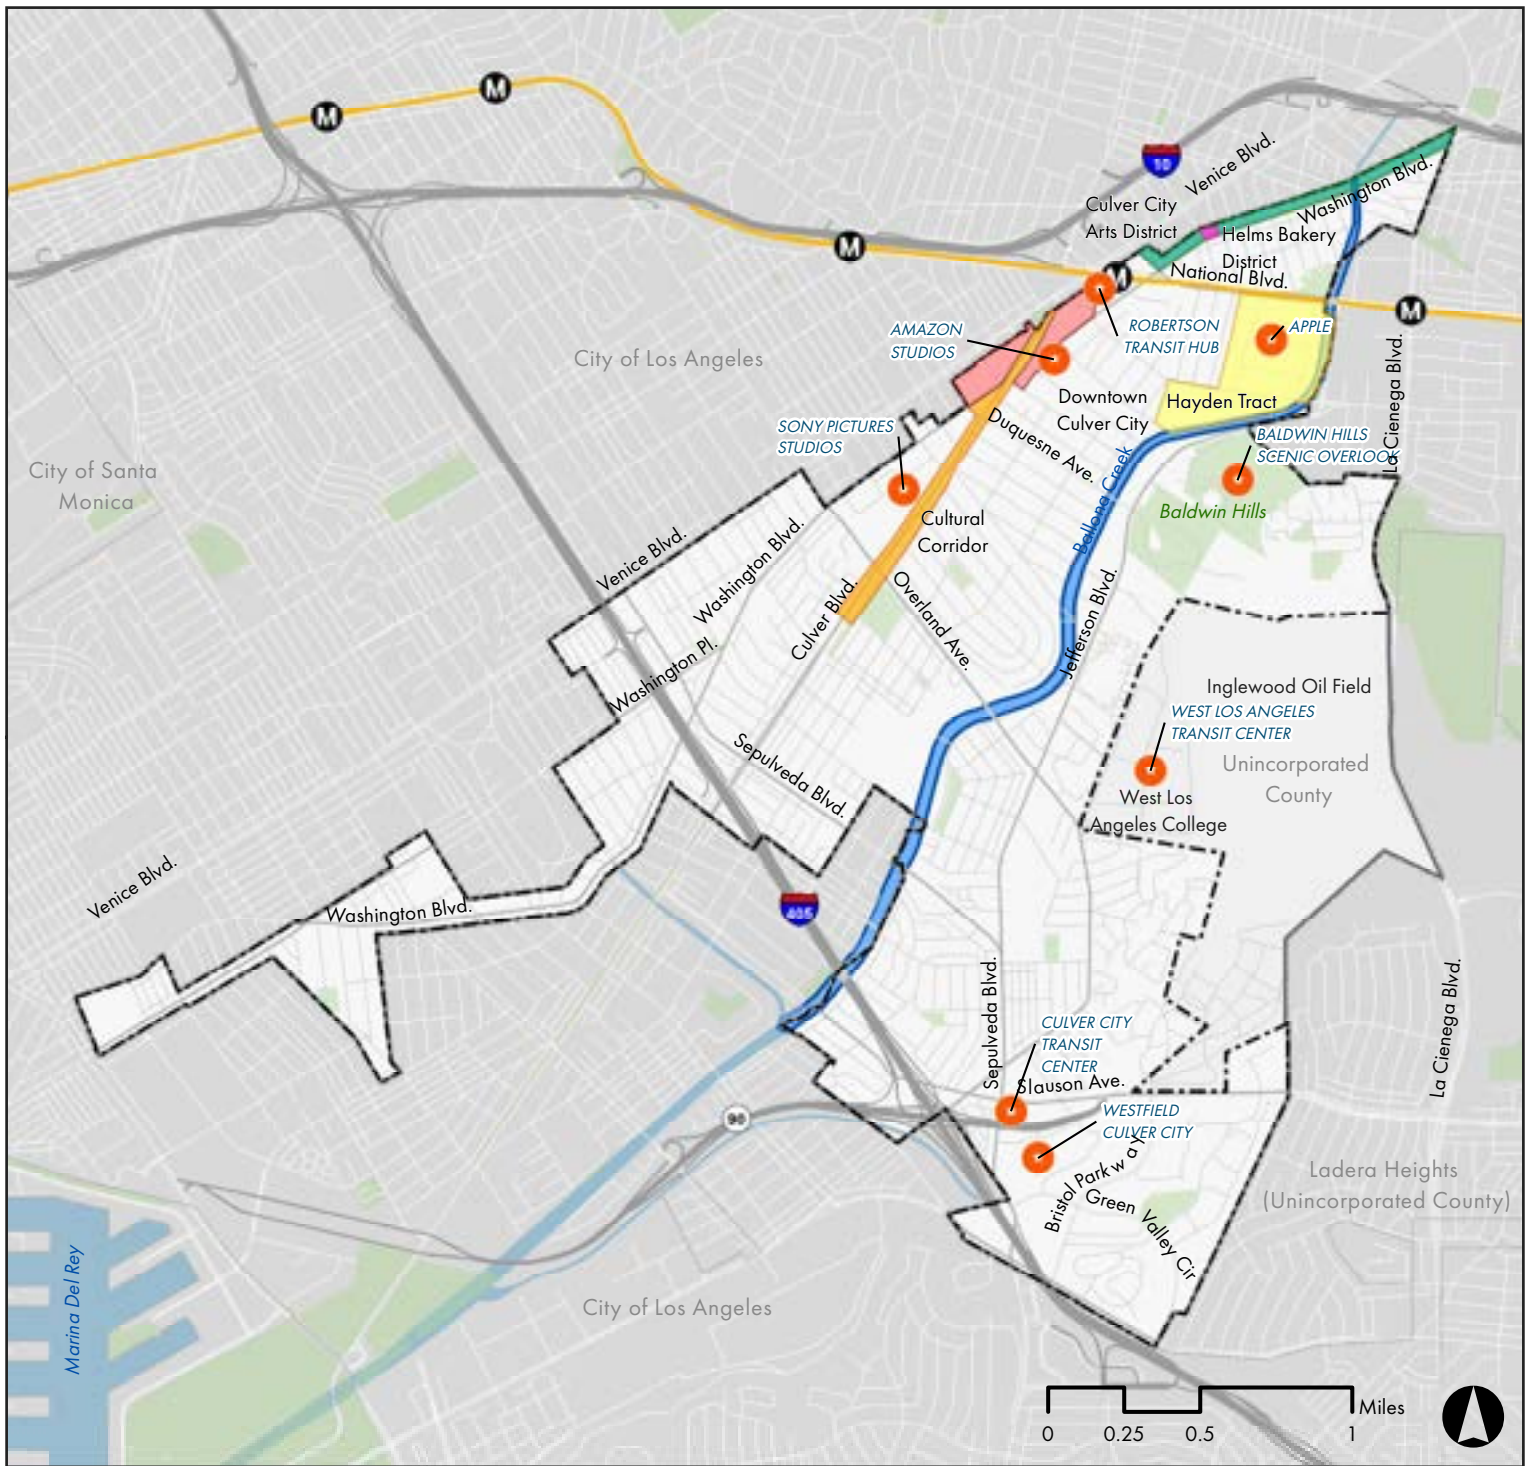 M
M
10
Venice Blvd.
Washington Blvd.
Culver City
Arts District
Helms Bakery
District
M
M
National Blvd.
M
AMAZON
STUDIOS
ROBERTSON
TRANSIT HUB
APPLE
City of Los Angeles
La Cienega Blvd.
Downtown
Culver City
Hayden Tract
Duquesne Ave.
SONY PICTURES
STUDIOS
BALDWIN HILLS
SCENIC OVERLOOK
City of Santa
Monica
Ballona Creek
Baldwin Hills
Cultural
Corridor
Venice Blvd.
Washington Blvd.
Culver Blvd.
Overland Ave.
Jefferson Blvd.
Washington Pl.
Inglewood Oil Field
WEST LOS ANGELES
TRANSIT CENTER
Sepulveda Blvd.
Unincorporated
County
West Los
Angeles College
Venice Blvd.
Washington Blvd.
405
Sepulveda Blvd.
La Cienega Blvd.
CULVER CITY
TRANSIT
CENTER
Slauson Ave.
90
WESTFIELD
CULVER CITY
Bristol Parkway
Green Valley Cir
Ladera Heights
(Unincorporated County)
Marina Del Rey
City of Los Angeles
Miles
0 0.25 0.5 1